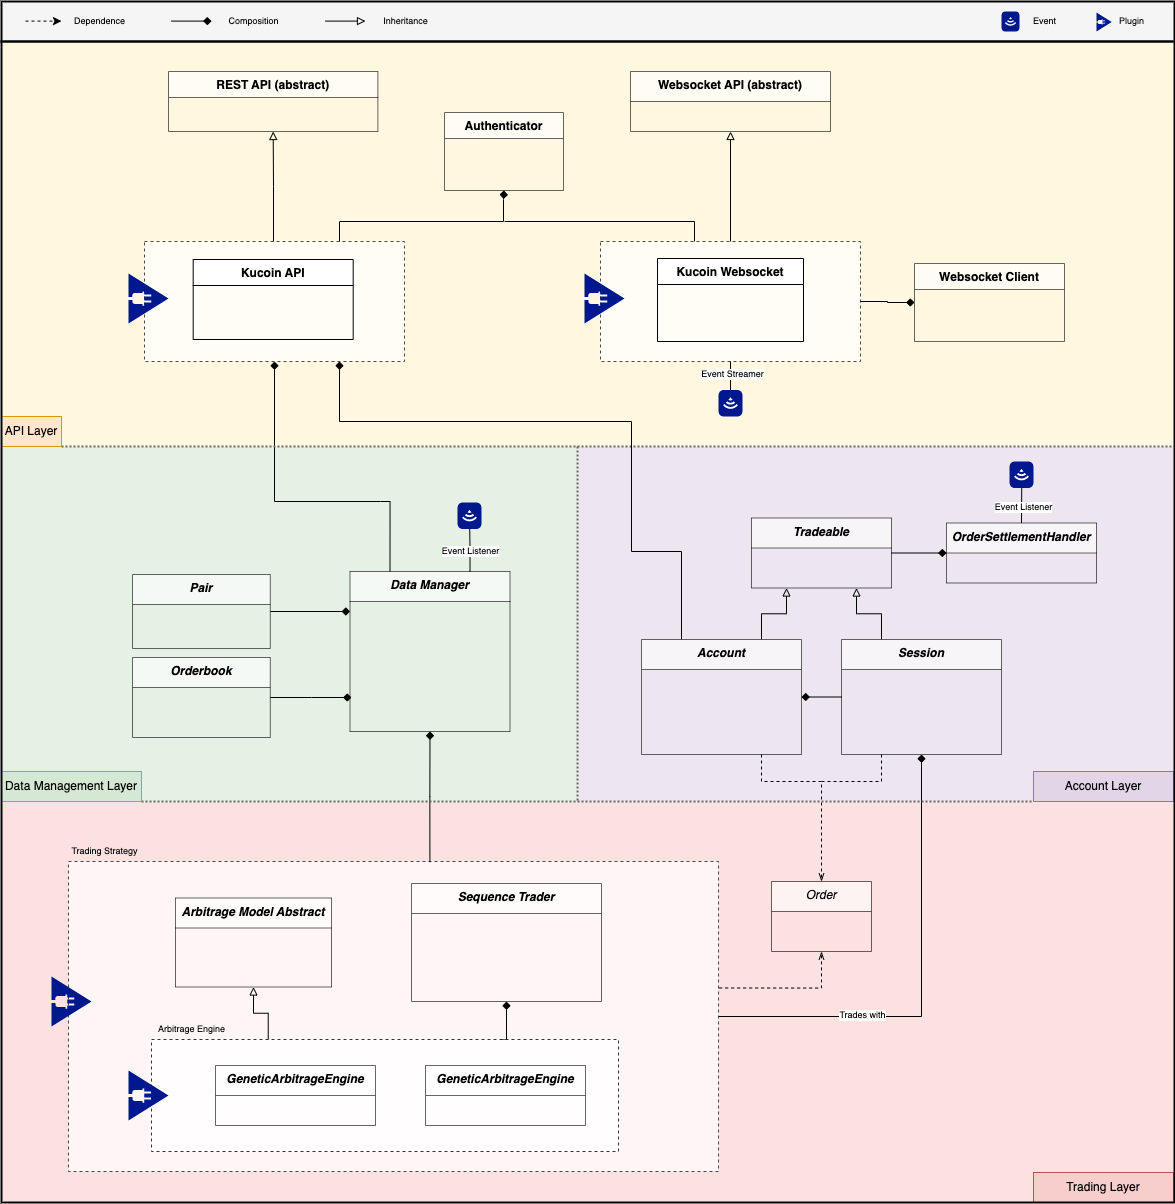 Dependence
Composition
Inheritance
Event
Plugin
REST API (abstract)
Websocket API (abstract)
Authenticator
Kucoin API
Kucoin Websocket
Websocket Client
Event Streamer
API Layer
Event Listener
Event Listener
Tradeable
OrderSettlementHandler
Pair
Data Manager
Orderbook
Account
Session
Data Management Layer
Account Layer
Trading Strategy
Arbitrage Model Abstract
Sequence Trader
Order
Trades with
Arbitrage Engine
GeneticArbitrageEngine
GeneticArbitrageEngine
Trading Layer